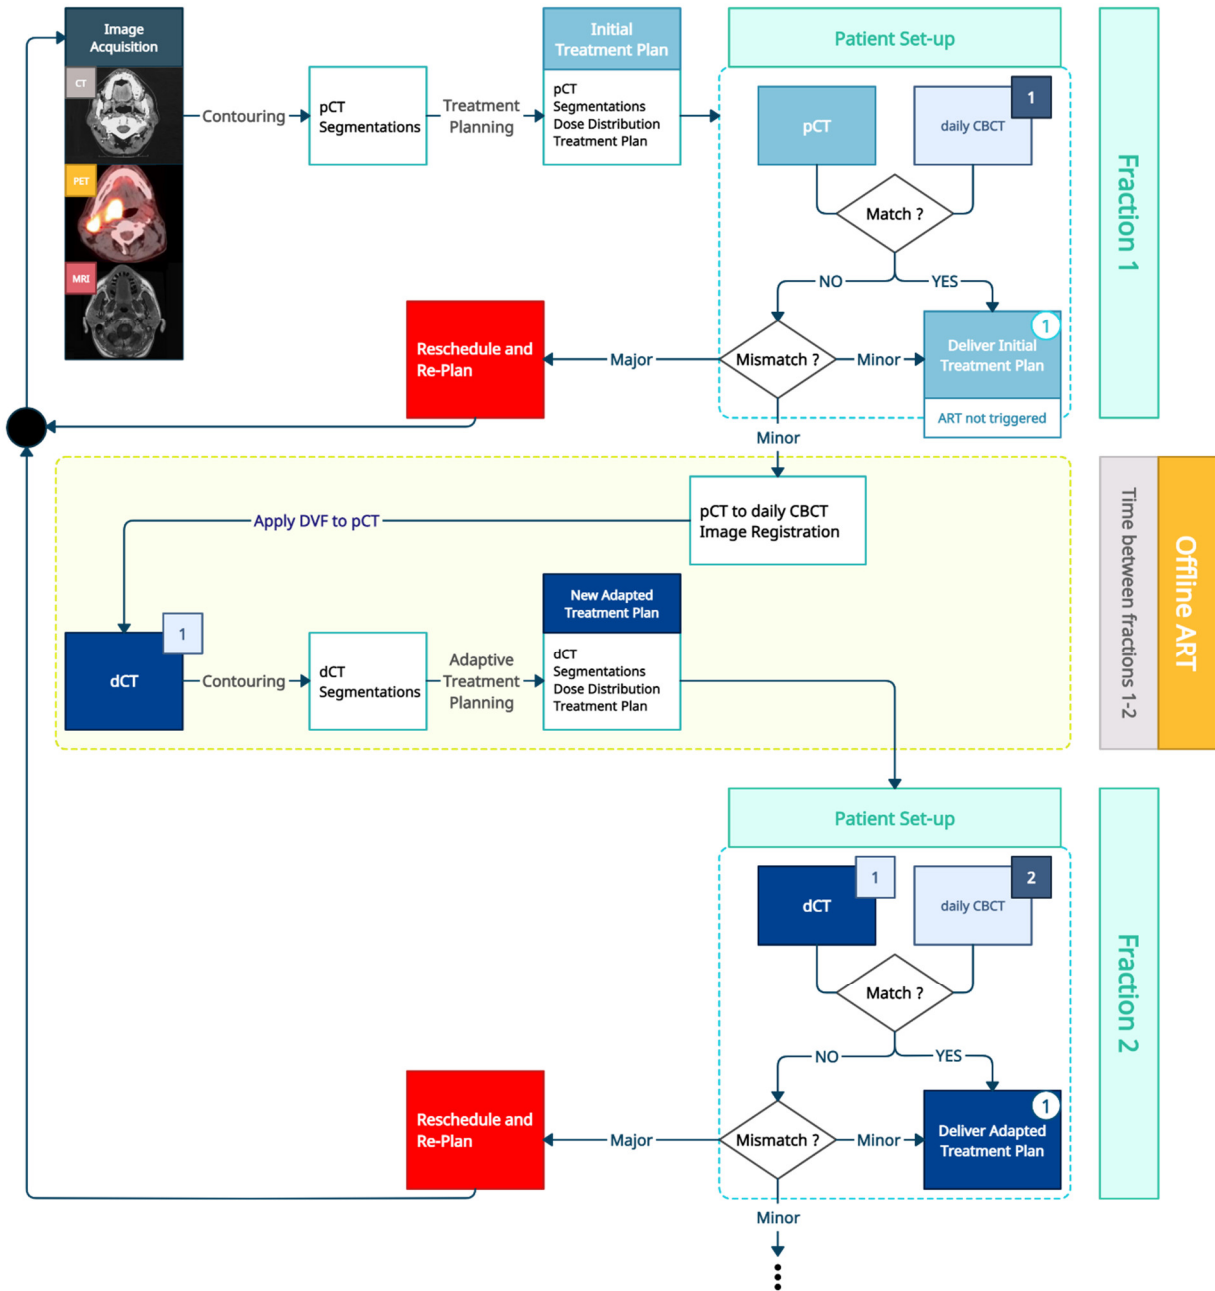 Image
Acquisition
CT
PET
MRI
Contouring
pCT
Segmentations
Treatment
Planning
Initial
Treatment Plan
pCT
Segmentations
Dose Distribution
Treatment Plan
Patient Set-up
pCT
daily CBCT
1
Match ?
NO
YES
Mismatch ?
Major
Minor
Reschedule and
Re-Plan
1
Deliver Initial
Treatment Plan
ART not triggered
Minor
Fraction 1
pCT to daily CBCT
Image Registration
Apply DVF to pCT
dCT
1
Contouring
dCT
Segmentations
Adaptive
Treatment
Planning
New Adapted
Treatment Plan
dCT
Segmentations
Dose Distribution
Treatment Plan
Time between fractions 1-2
Offline ART
Patient Set-up
dCT
1
daily CBCT
2
Match ?
NO
YES
Mismatch ?
Major
Minor
Reschedule and
Re-Plan
1
Deliver Adapted
Treatment Plan
Minor
Fraction 2